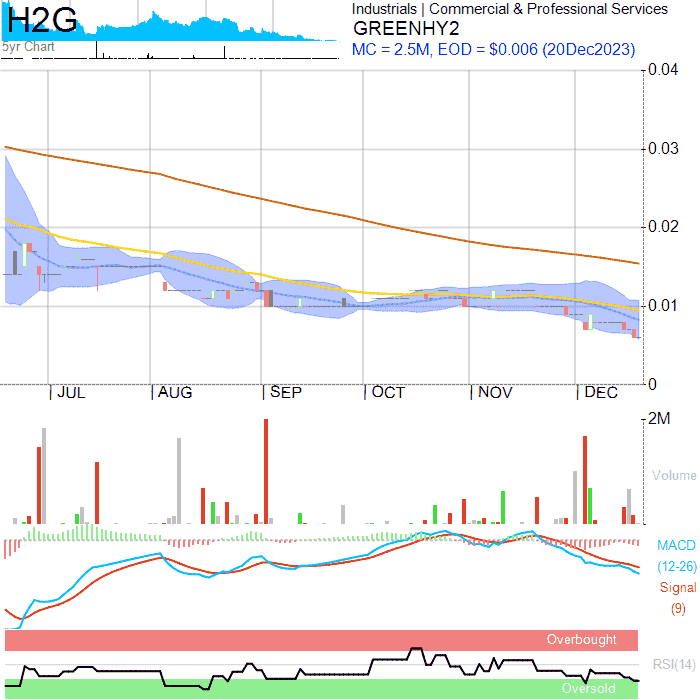 H2G
5yr Chart
Industrials | Commercial & Professional Services
GREENHY2
MC = 2.5M, EOD = $0.006 (20Dec2023)
0.04
0.03
0.02
0.01
0
JUL
AUG
SEP
OCT
NOV
DEC
2M
Volume
MACD
(12-26)
Signal
(9)
Overbought
RSI(14)
Oversold